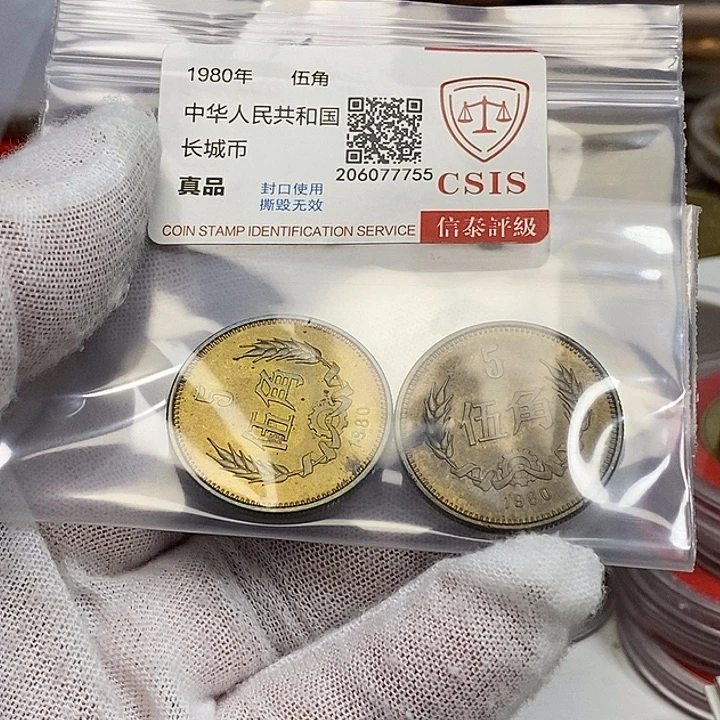 1980年 伍角
中华人民共和国
长城币
206077755
真品
封口使用
撕毁无效
CSIS
COIN STAMP IDENTIFICATION SERVICE
信泰評級
5
伍角
1980
5
伍角
1980